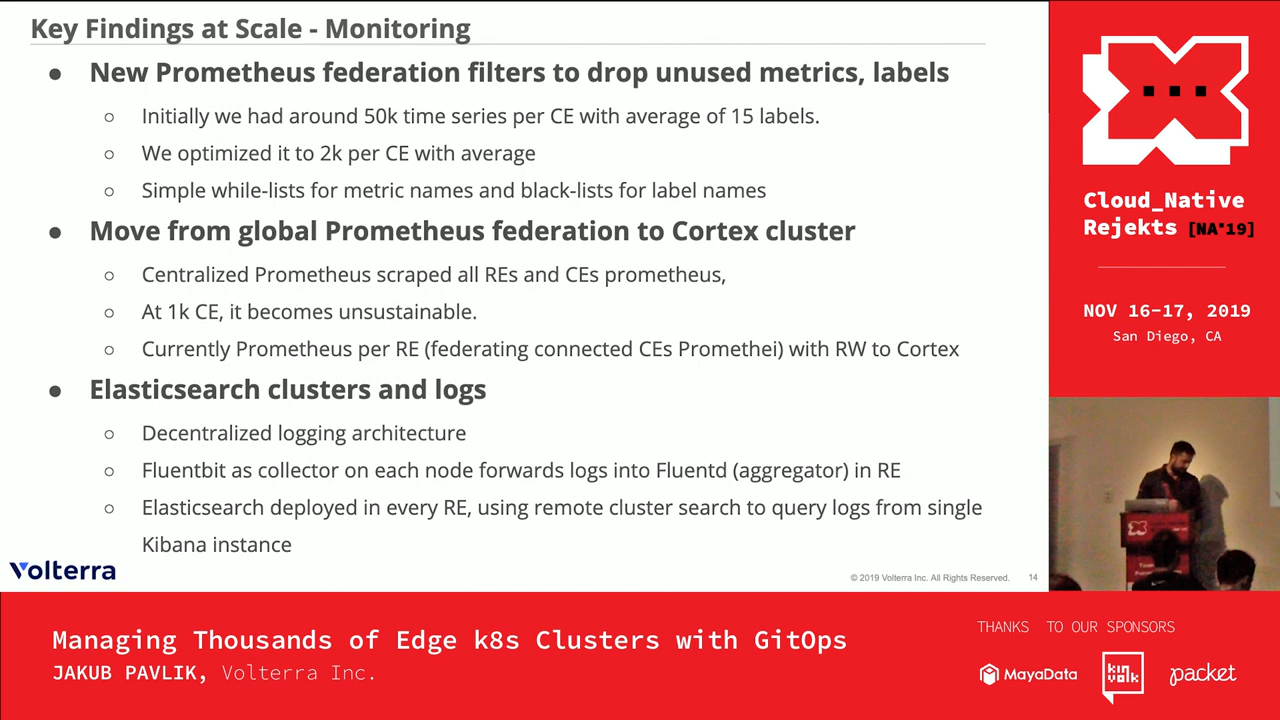 Key Findings at Scale - Monitoring
● New Prometheus federation filters to drop unused metrics, labels
○ Initially we had around 50k time series per CE with average of 15 labels.
○ We optimized it to 2k per CE with average
○ Simple while-lists for metric names and black-lists for label names
● Move from global Prometheus federation to Cortex cluster
○ Centralized Prometheus scraped all REs and CEs prometheus,
○ At 1k CE, it becomes unsustainable.
○ Currently Prometheus per RE (federating connected CEs Promethei) with RW to Cortex
● Elasticsearch clusters and logs
○ Decentralized logging architecture
○ Fluentbit as collector on each node forwards logs into Fluentd (aggregator) in RE
○ Elasticsearch deployed in every RE, using remote cluster search to query logs from single
Kibana instance
Volterra
© 2019 Volterra Inc. All Rights Reserved. 14
Cloud_Native
Rejekts [NA*19]
NOV 16-17, 2019
San Diego, CA
Managing Thousands of Edge k8s Clusters with GitOps
JAKUB PAVLIK, Volterra Inc.
THANKS TO OUR SPONSORS
MayaData
kin
volk
packet